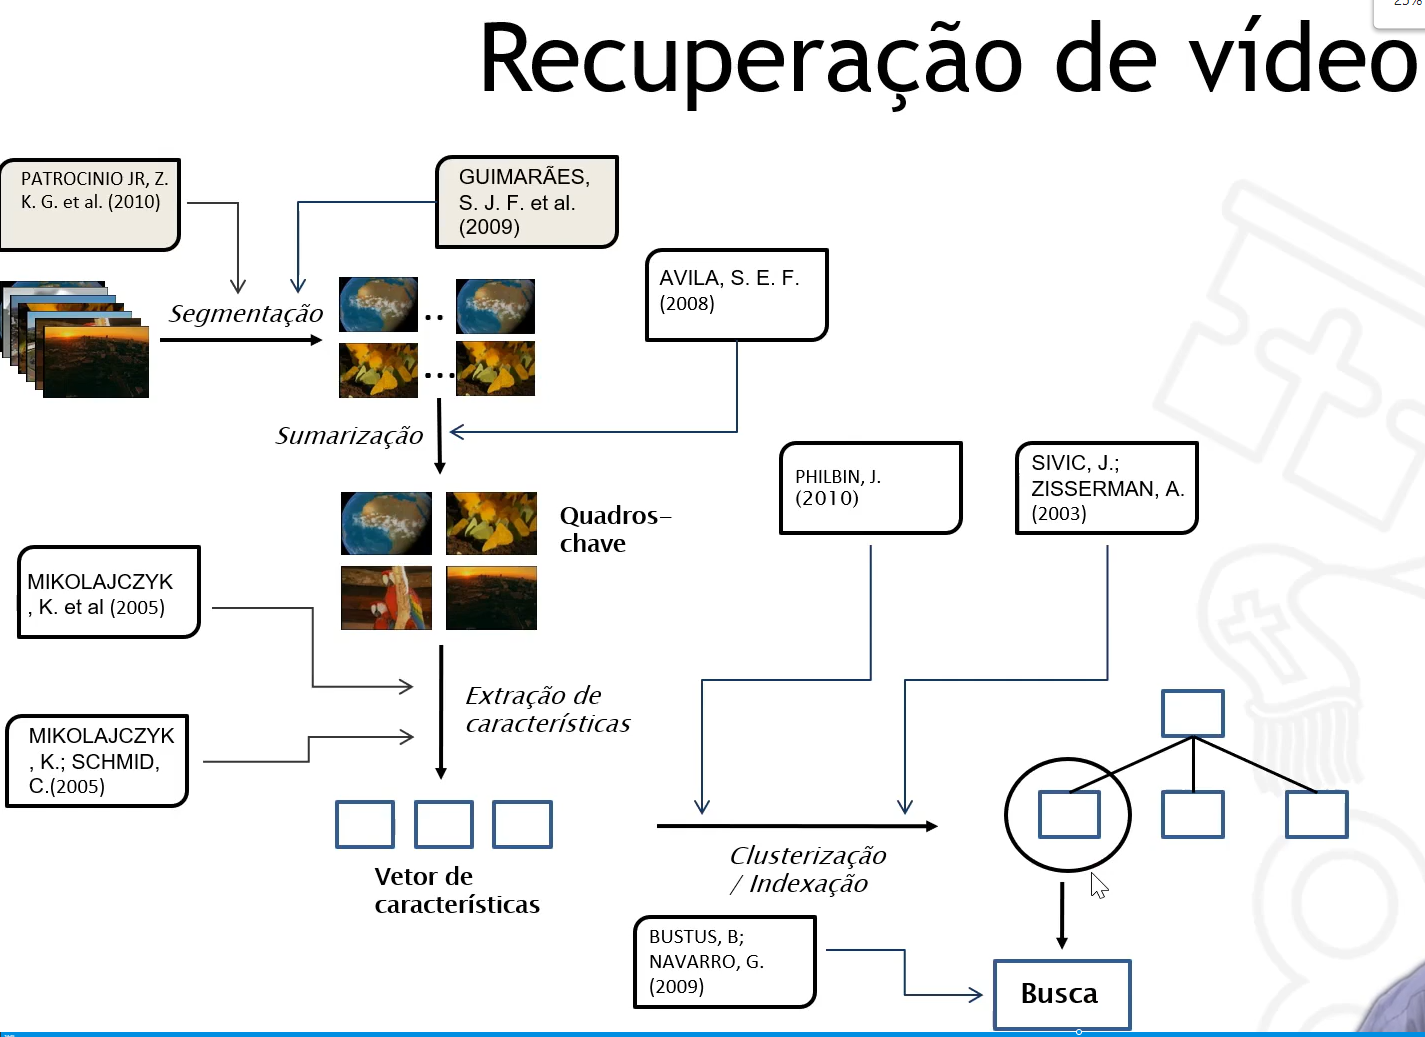 Recuperação de vídeo
PATROCINIO JR, Z.
K. G. et al. (2010)
GUIMARÃES,
S. J. F. et al.
(2009)
AVILA, S. E. F.
(2008)
Segmentação
..
...
Sumarização
PHILBIN, J.
(2010)
SIVIC, J.;
ZISSERMAN, A.
(2003)
Quadros-
chave
MIKOLAJCZYK
, K. et al (2005)
Extração de
características
MIKOLAJCZYK
, K.; SCHMID,
C.(2005)
Vetor de
características
Clusterização
/ Indexação
BUSTUS, B;
NAVARRO, G.
(2009)
Busca